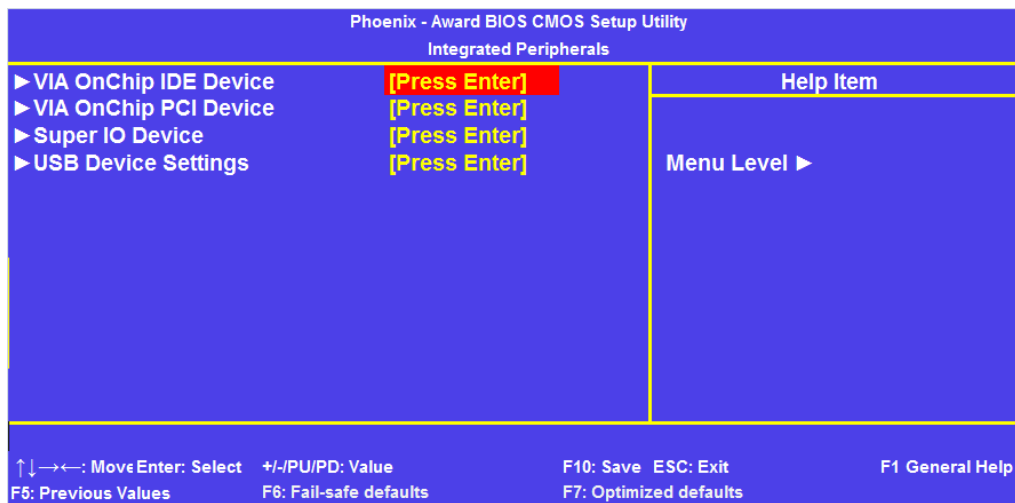 Phoenix - Award BIOS CMOS Setup Utility
Integrated Peripherals
►VIA OnChip IDE Device [Press Enter]
►VIA OnChip PCI Device [Press Enter]
►Super IO Device [Press Enter]
►USB Device Settings [Press Enter]
Help Item
Menu Level ►
↑↓→←: Move Enter: Select +/-/PU/PD: Value F10: Save ESC: Exit F1 General Help
F5: Previous Values F6: Fail-safe defaults F7: Optimized defaults